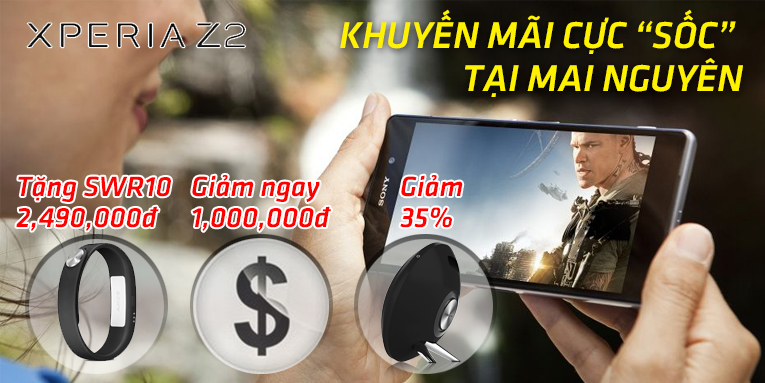 XPERIA Z2
KHUYẾN MÃI CỰC “SỐC”
TẠI MAI NGUYÊN
Tặng SWR10
2,490,000đ
Giảm ngay
1,000,000đ
Giảm
35%
$
SONY